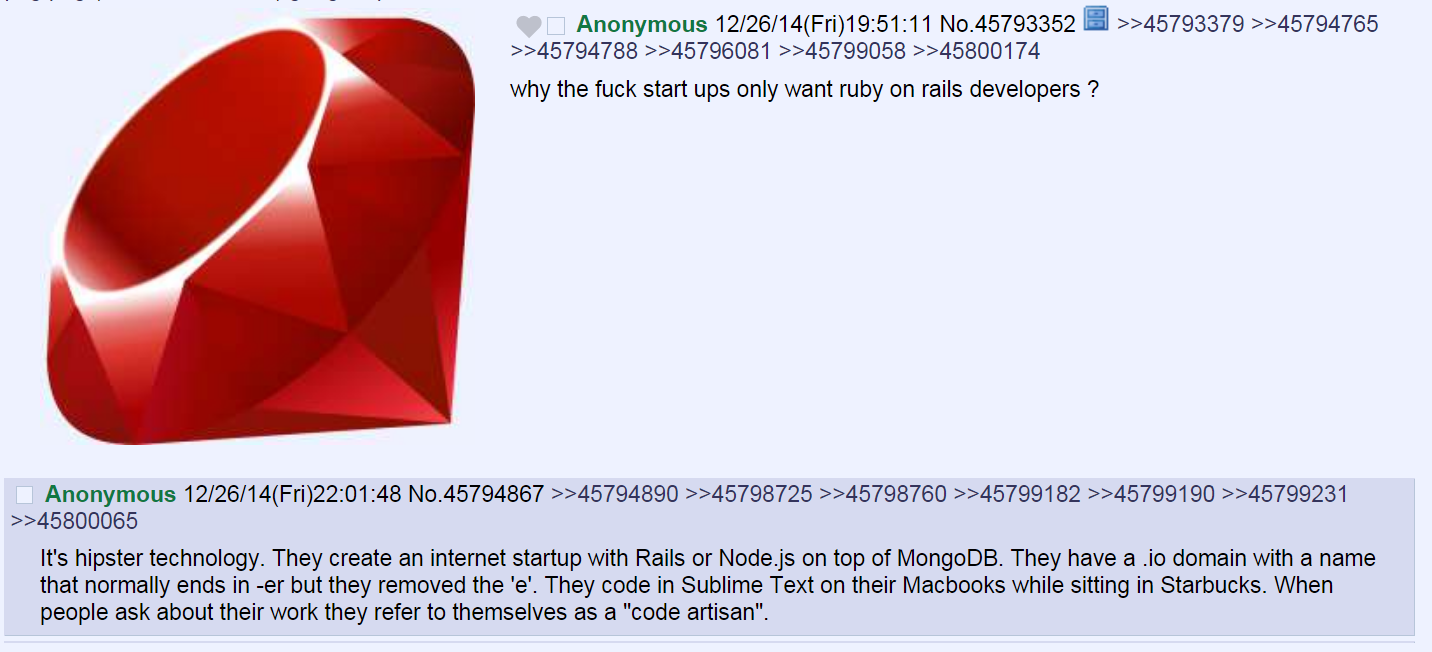 Anonymous 12/26/14(Fri)19:51:11 No.45793352 >>45793379 >>45794765
>>45794788 >>45796081 >>45799058 >>45800174
why the fuck start ups only want ruby on rails developers ?
Anonymous 12/26/14(Fri)22:01:48 No.45794867 >>45794890 >>45798725 >>45798760 >>45799182 >>45799190 >>45799231
>>45800065
It's hipster technology. They create an internet startup with Rails or Node.js on top of MongoDB. They have a .io domain with a name
that normally ends in -er but they removed the 'e'. They code in Sublime Text on their Macbooks while sitting in Starbucks. When
people ask about their work they refer to themselves as a "code artisan".